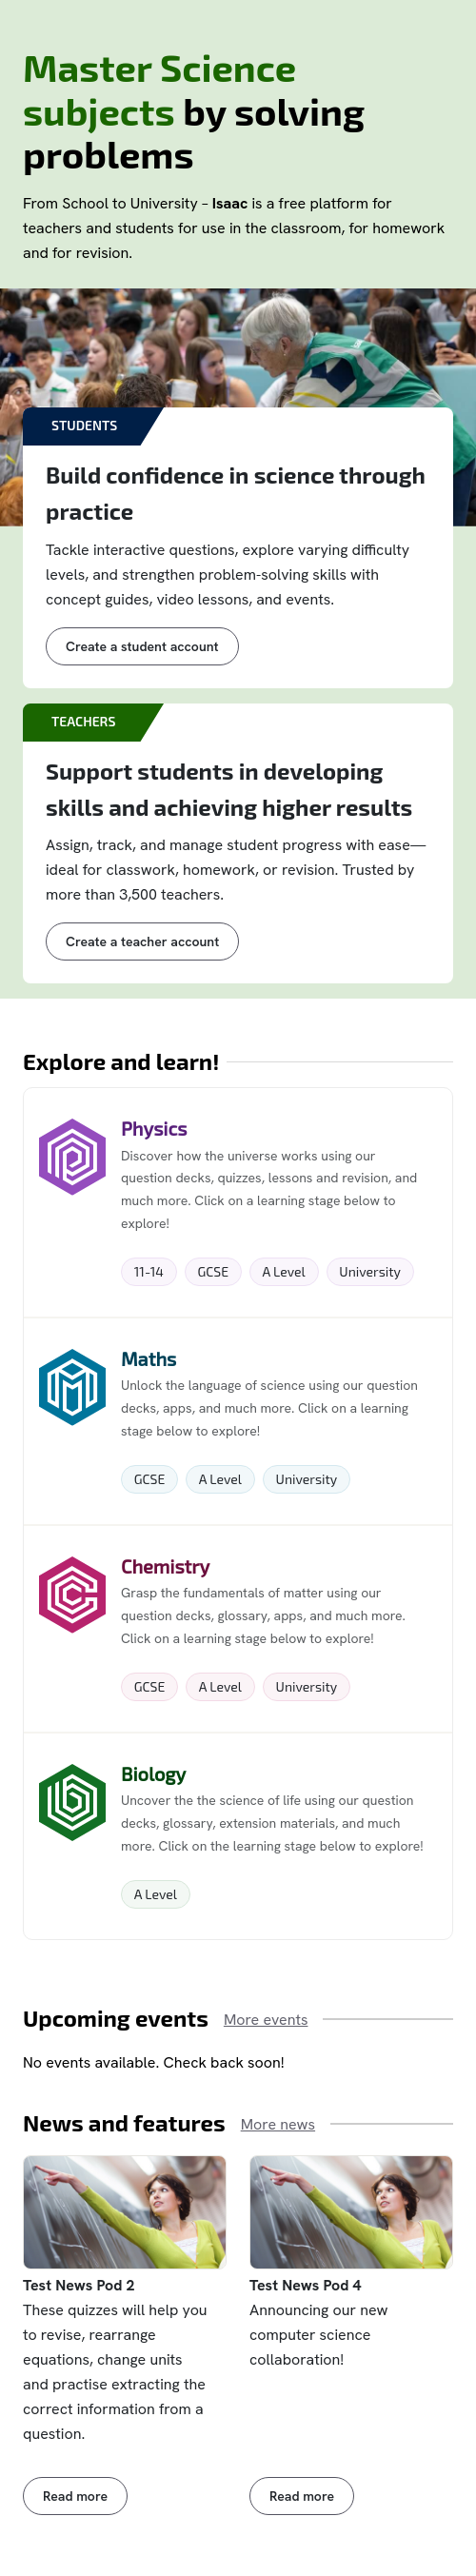 Master Science
subjects by solving
problems
From School to University – Isaac is a free platform for
teachers and students for use in the classroom, for homework
and for revision.
STUDENTS
Build confidence in science through
practice
Tackle interactive questions, explore varying difficulty
levels, and strengthen problem-solving skills with
concept guides, video lessons, and events.
Create a student account
TEACHERS
Support students in developing
skills and achieving higher results
Assign, track, and manage student progress with ease—
ideal for classwork, homework, or revision. Trusted by
more than 3,500 teachers.
Create a teacher account
Explore and learn!
Physics
Discover how the universe works using our
question decks, quizzes, lessons and revision, and
much more. Click on a learning stage below to
explore!
11-14 GCSE A Level University
Maths
Unlock the language of science using our question
decks, apps, and much more. Click on a learning
stage below to explore!
GCSE A Level University
Chemistry
Grasp the fundamentals of matter using our
question decks, glossary, apps, and much more.
Click on a learning stage below to explore!
GCSE A Level University
Biology
Uncover the the science of life using our question
decks, glossary, extension materials, and much
more. Click on the learning stage below to explore!
A Level
Upcoming events More events
No events available. Check back soon!
News and features More news
Test News Pod 2
These quizzes will help you
to revise, rearrange
equations, change units
and practise extracting the
correct information from a
question.
Read more
Test News Pod 4
Announcing our new
computer science
collaboration!
Read more